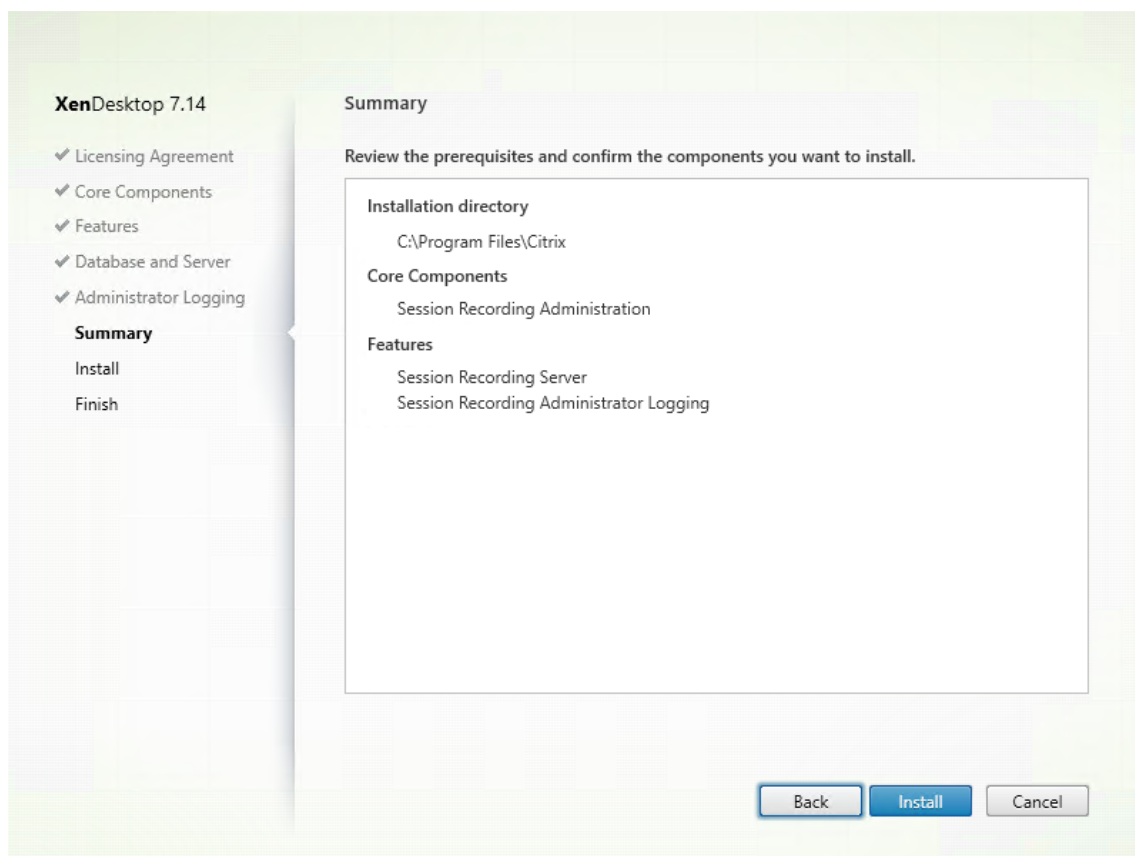 XenDesktop 7.14
Licensing Agreement
Core Components
Features
Database and Server
Administrator Logging
Summary
Install
Finish
Summary
Review the prerequisites and confirm the components you want to install.
Installation directory
C:\Program Files\Citrix
Core Components
Session Recording Administration
Features
Session Recording Server
Session Recording Administrator Logging
Back
Install
Cancel